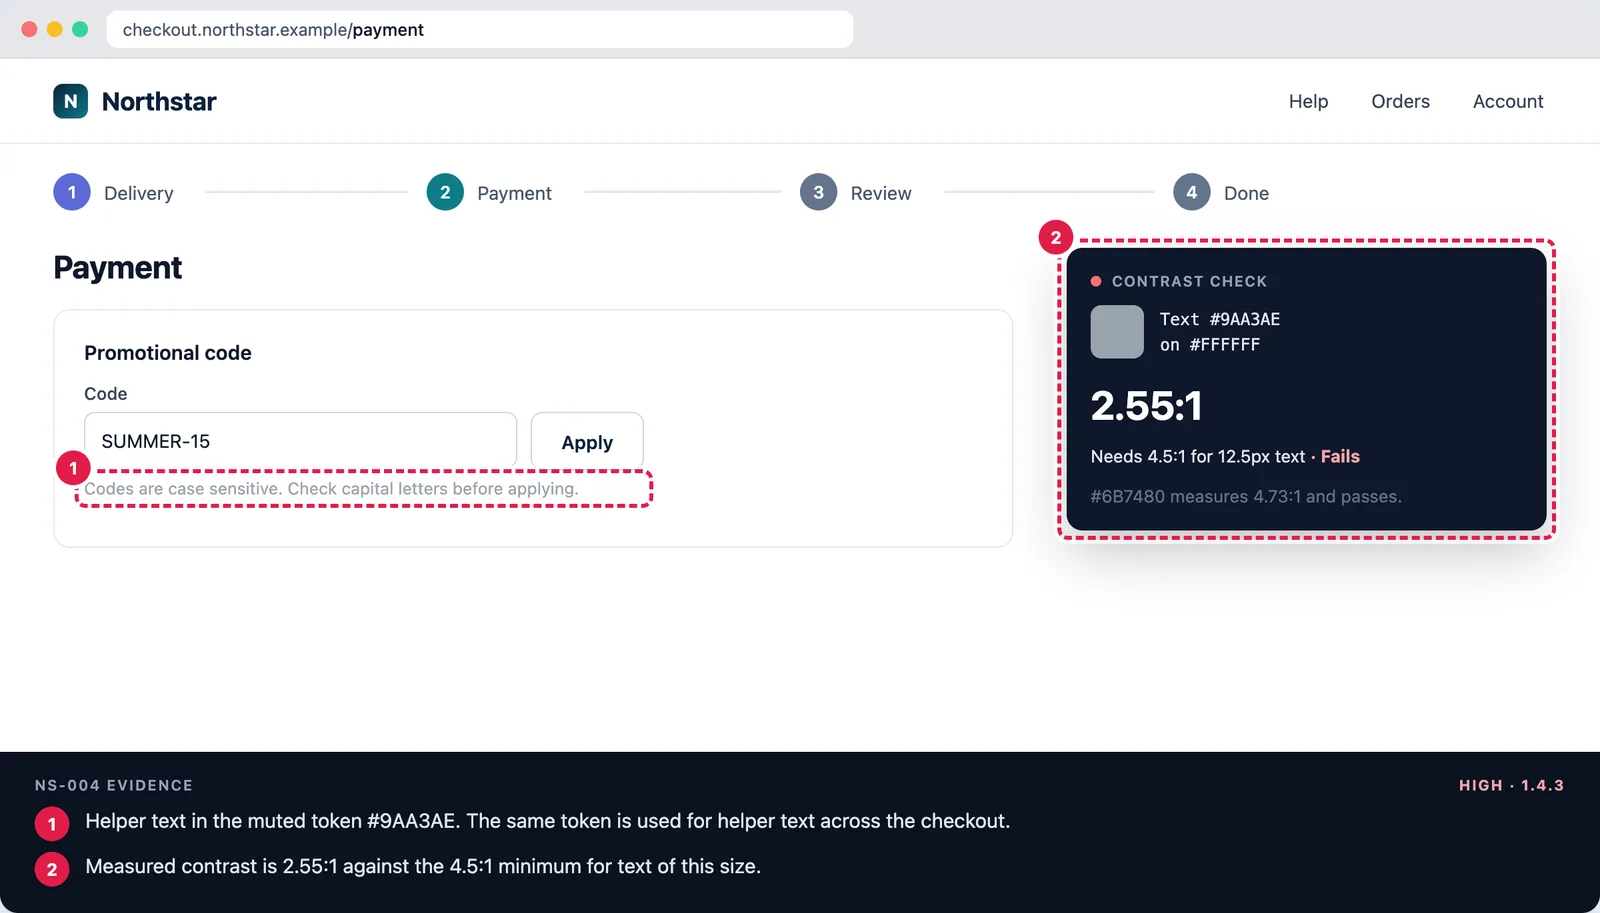 checkout.northstar.example/payment
N Northstar
Help Orders Account
1 Delivery 2 Payment 3 Review 4 Done
Payment
Promotional code
Code
SUMMER-15 Apply
1
Codes are case sensitive. Check capital letters before applying.
2
CONTRAST CHECK
Text #9AA3AE
on #FFFFFF
2.55:1
Needs 4.5:1 for 12.5px text · Fails
#6B7480 measures 4.73:1 and passes.
NS-004 EVIDENCE
HIGH · 1.4.3
1 Helper text in the muted token #9AA3AE. The same token is used for helper text across the checkout.
2 Measured contrast is 2.55:1 against the 4.5:1 minimum for text of this size.